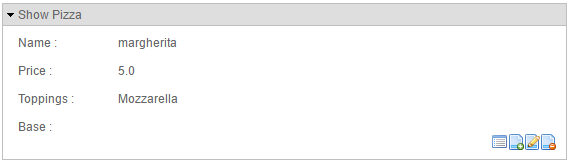 Show Pizza
Name : margherita
Price : 5.0
Toppings : Mozzarella
Base :